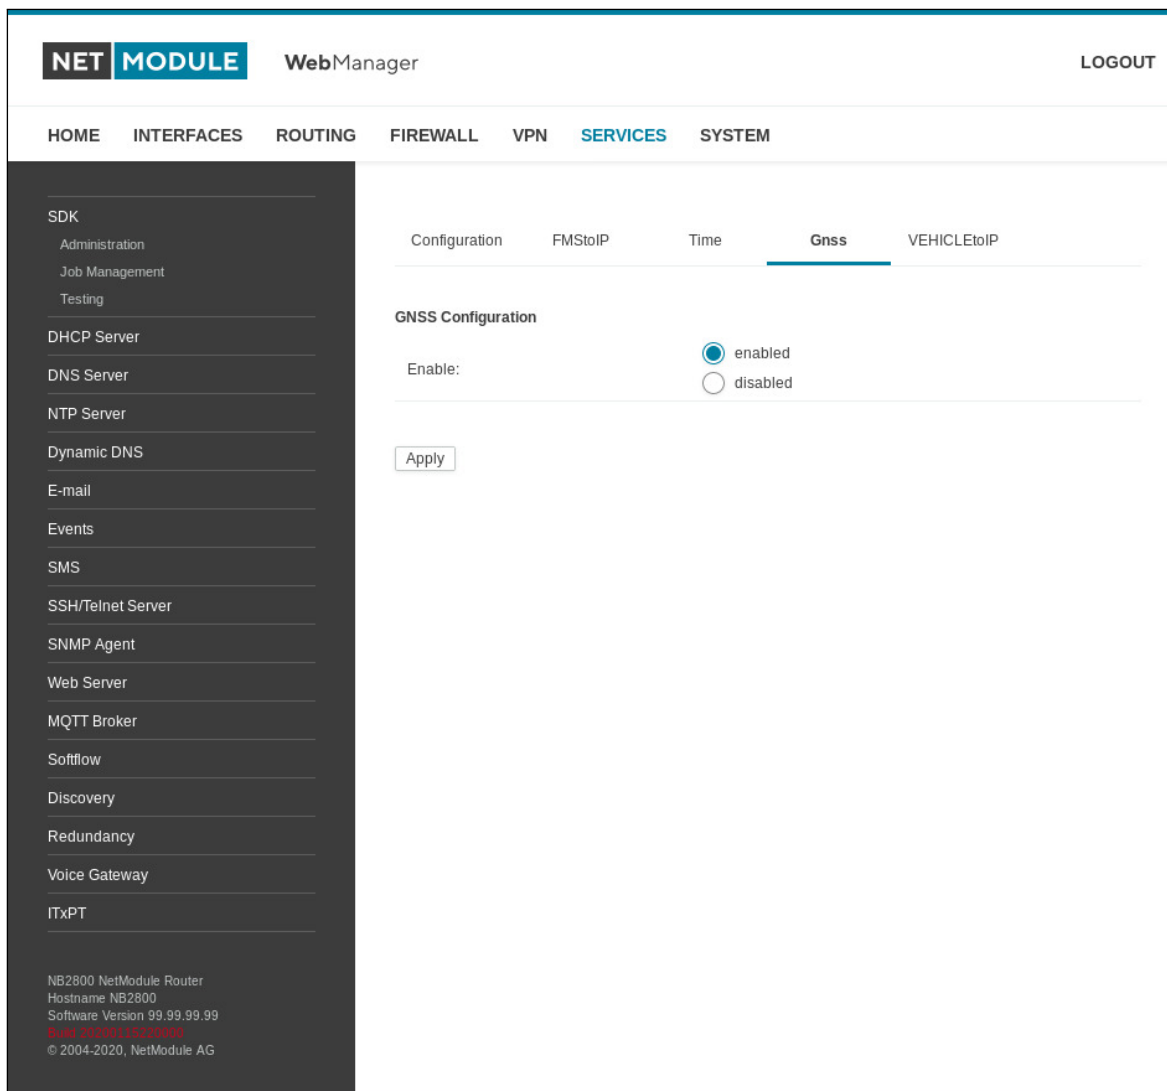 NET MODULE WebManager LOGOUT
HOME INTERFACES ROUTING FIREWALL VPN SERVICES SYSTEM
SDK
Administration
Job Management
Testing
DHCP Server
DNS Server
NTP Server
Dynamic DNS
E-mail
Events
SMS
SSH/Telnet Server
SNMP Agent
Web Server
MQTT Broker
Softflow
Discovery
Redundancy
Voice Gateway
ITxPT
NB2800 NetModule Router
Hostname NB2800
Software Version 99.99.99.99
Build
© 2004-2020, NetModule AG
Configuration FMStoIP Time Gnss VEHICLEtoIP
GNSS Configuration
Enable:
enabled
disabled
Apply